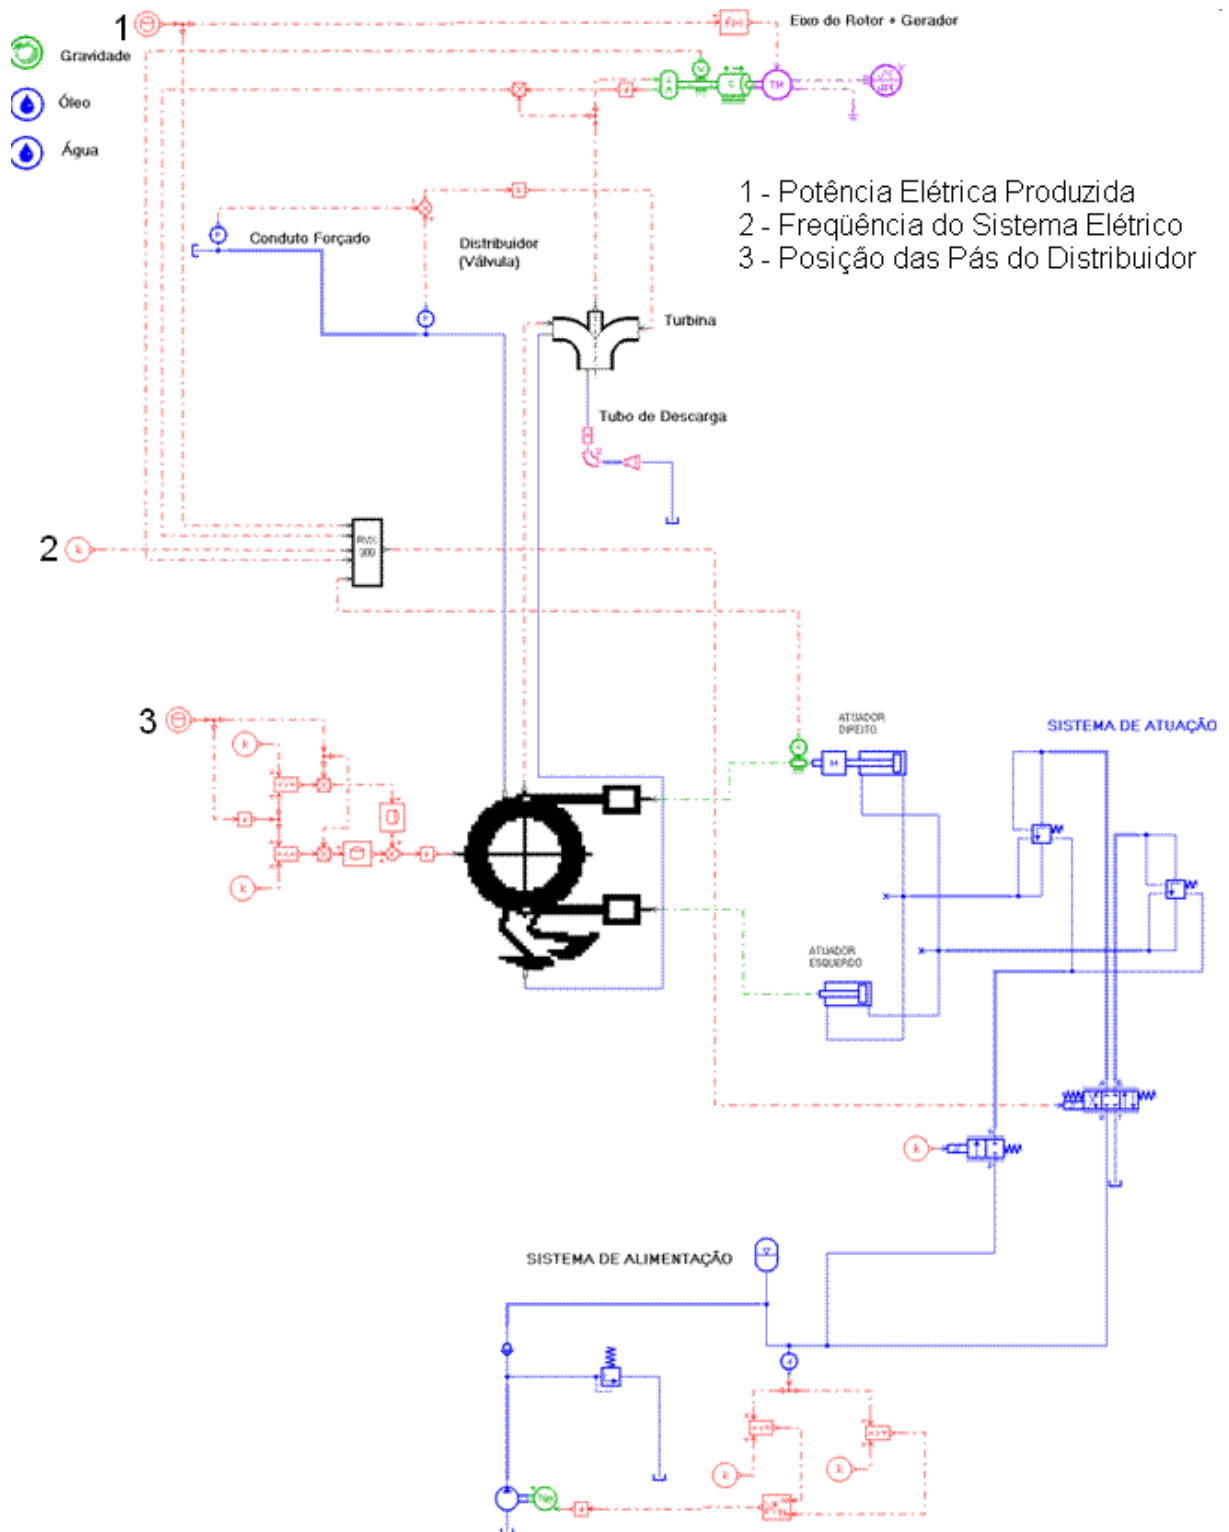 1
Eixo do Rotor + Gerador
Gravidade
Óleo
Água
TM
1 - Potência Elétrica Produzida
2 - Freqüência do Sistema Elétrico
3 - Posição das Pás do Distribuidor
P
Conduto Forçado
Distribuidor
(Válvula)
P
Turbina
Tubo de Descarga
2
k
3
k
k
ATUADOR
DIREITO
SISTEMA DE ATUAÇÃO
M
ATUADOR
ESQUERDO
k
SISTEMA DE ALIMENTAÇÃO
k
k